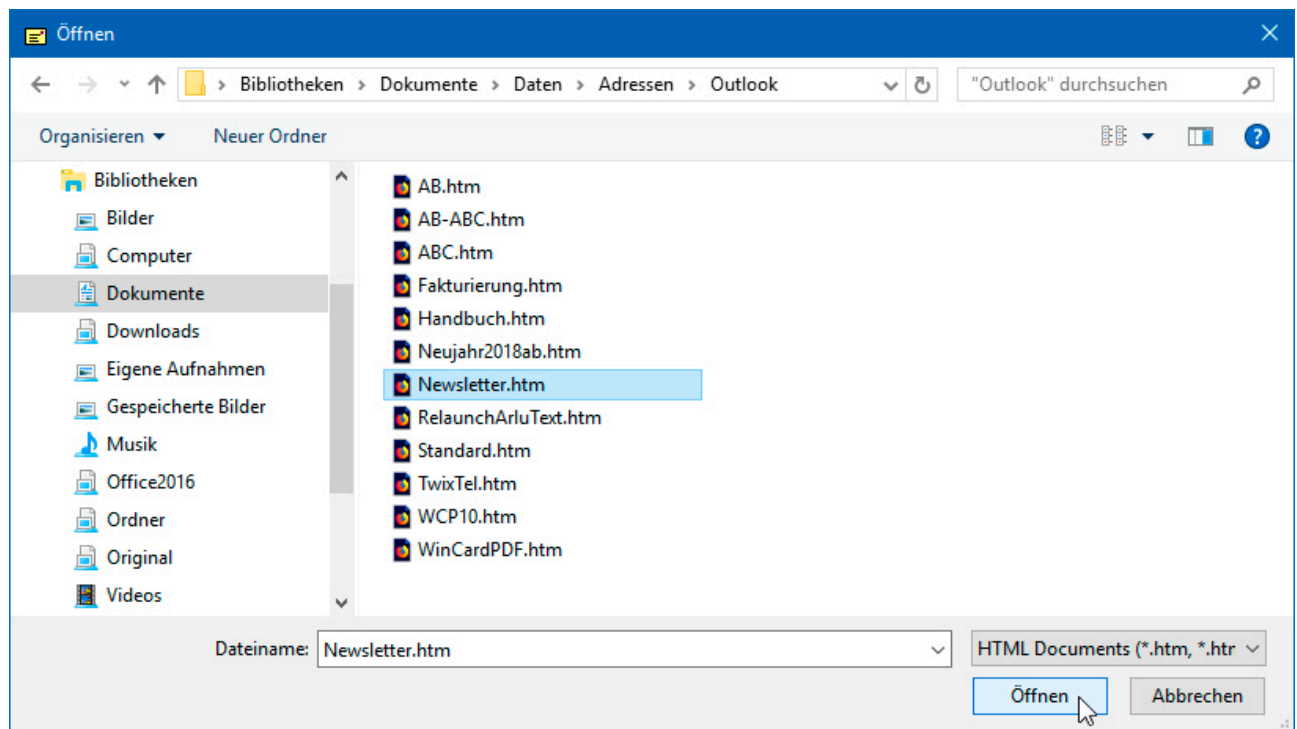 Öffnen
Bibliotheken > Dokumente > Daten > Adressen > Outlook
"Outlook" durchsuchen
Organisieren
Neuer Ordner
Bibliotheken
Bilder
Computer
Dokumente
Downloads
Eigene Aufnahmen
Gespeicherte Bilder
Musik
Office2016
Ordner
Original
Videos
AB.htm
AB-ABC.htm
ABC.htm
Fakturierung.htm
Handbuch.htm
Neujahr2018ab.htm
Newsletter.htm
RelaunchArluText.htm
Standard.htm
TwixTel.htm
WCP10.htm
WinCardPDF.htm
Dateiname: Newsletter.htm
HTML Documents (*.htm, *.htr
Öffnen
Abbrechen